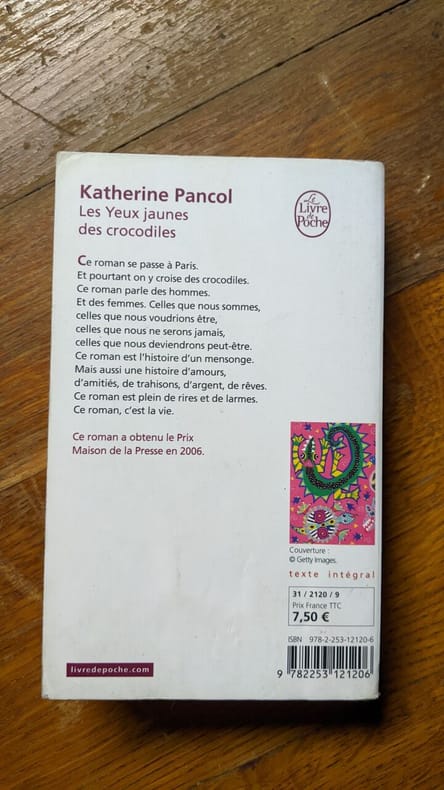 Katherine Pancol
Les Yeux jaunes
des crocodiles
Le
Livre
de
Poche
Ce roman se passe à Paris.
Et pourtant on y croise des crocodiles.
Ce roman parle des hommes.
Et des femmes. Celles que nous sommes,
celles que nous voudrions être,
celles que nous ne serons jamais,
celles que nous deviendrons peut-être.
Ce roman est l'histoire d'un mensonge.
Mais aussi une histoire d'amours,
d'amitiés, de trahisons, d'argent, de rêves.
Ce roman est plein de rires et de larmes.
Ce roman, c'est la vie.
Ce roman a obtenu le Prix
Maison de la Presse en 2006.
Couverture :
© Getty Images.
texte intégral
31 / 2120 / 9
Prix France TTC
7,50 €
ISBN 978-2-253-12120-6
9 782253 121206
livredepoche.com